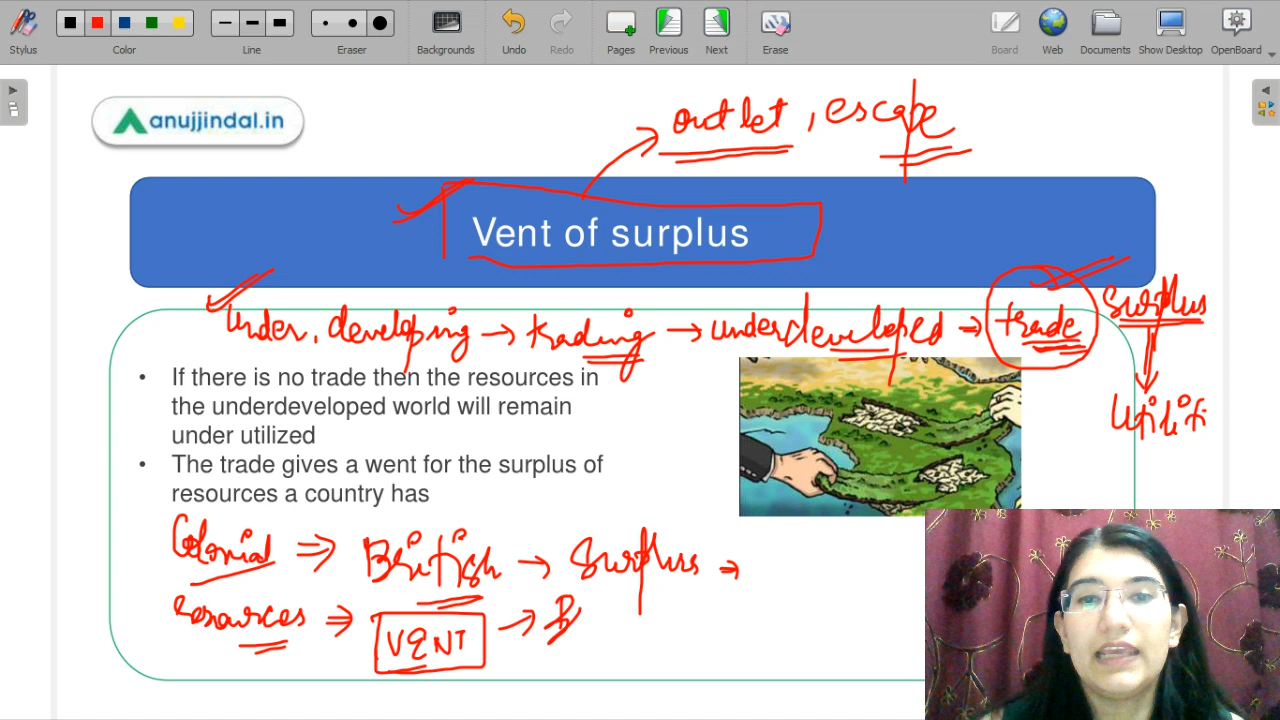 Stylus Color Line Eraser Backgrounds Undo Redo Pages Previous Next Erase Board Web Documents Show Desktop OpenBoard
anujjindal.in
outlet, escape
Vent of surplus
Under, developing → trading → underdeveloped ⇒ trade
Surplus
Utiliti
• If there is no trade then the resources in
the underdeveloped world will remain
under utilized
• The trade gives a went for the surplus of
resources a country has
Colonial ⇒ British → Surplus ⇒
resources ⇒ VENT → B